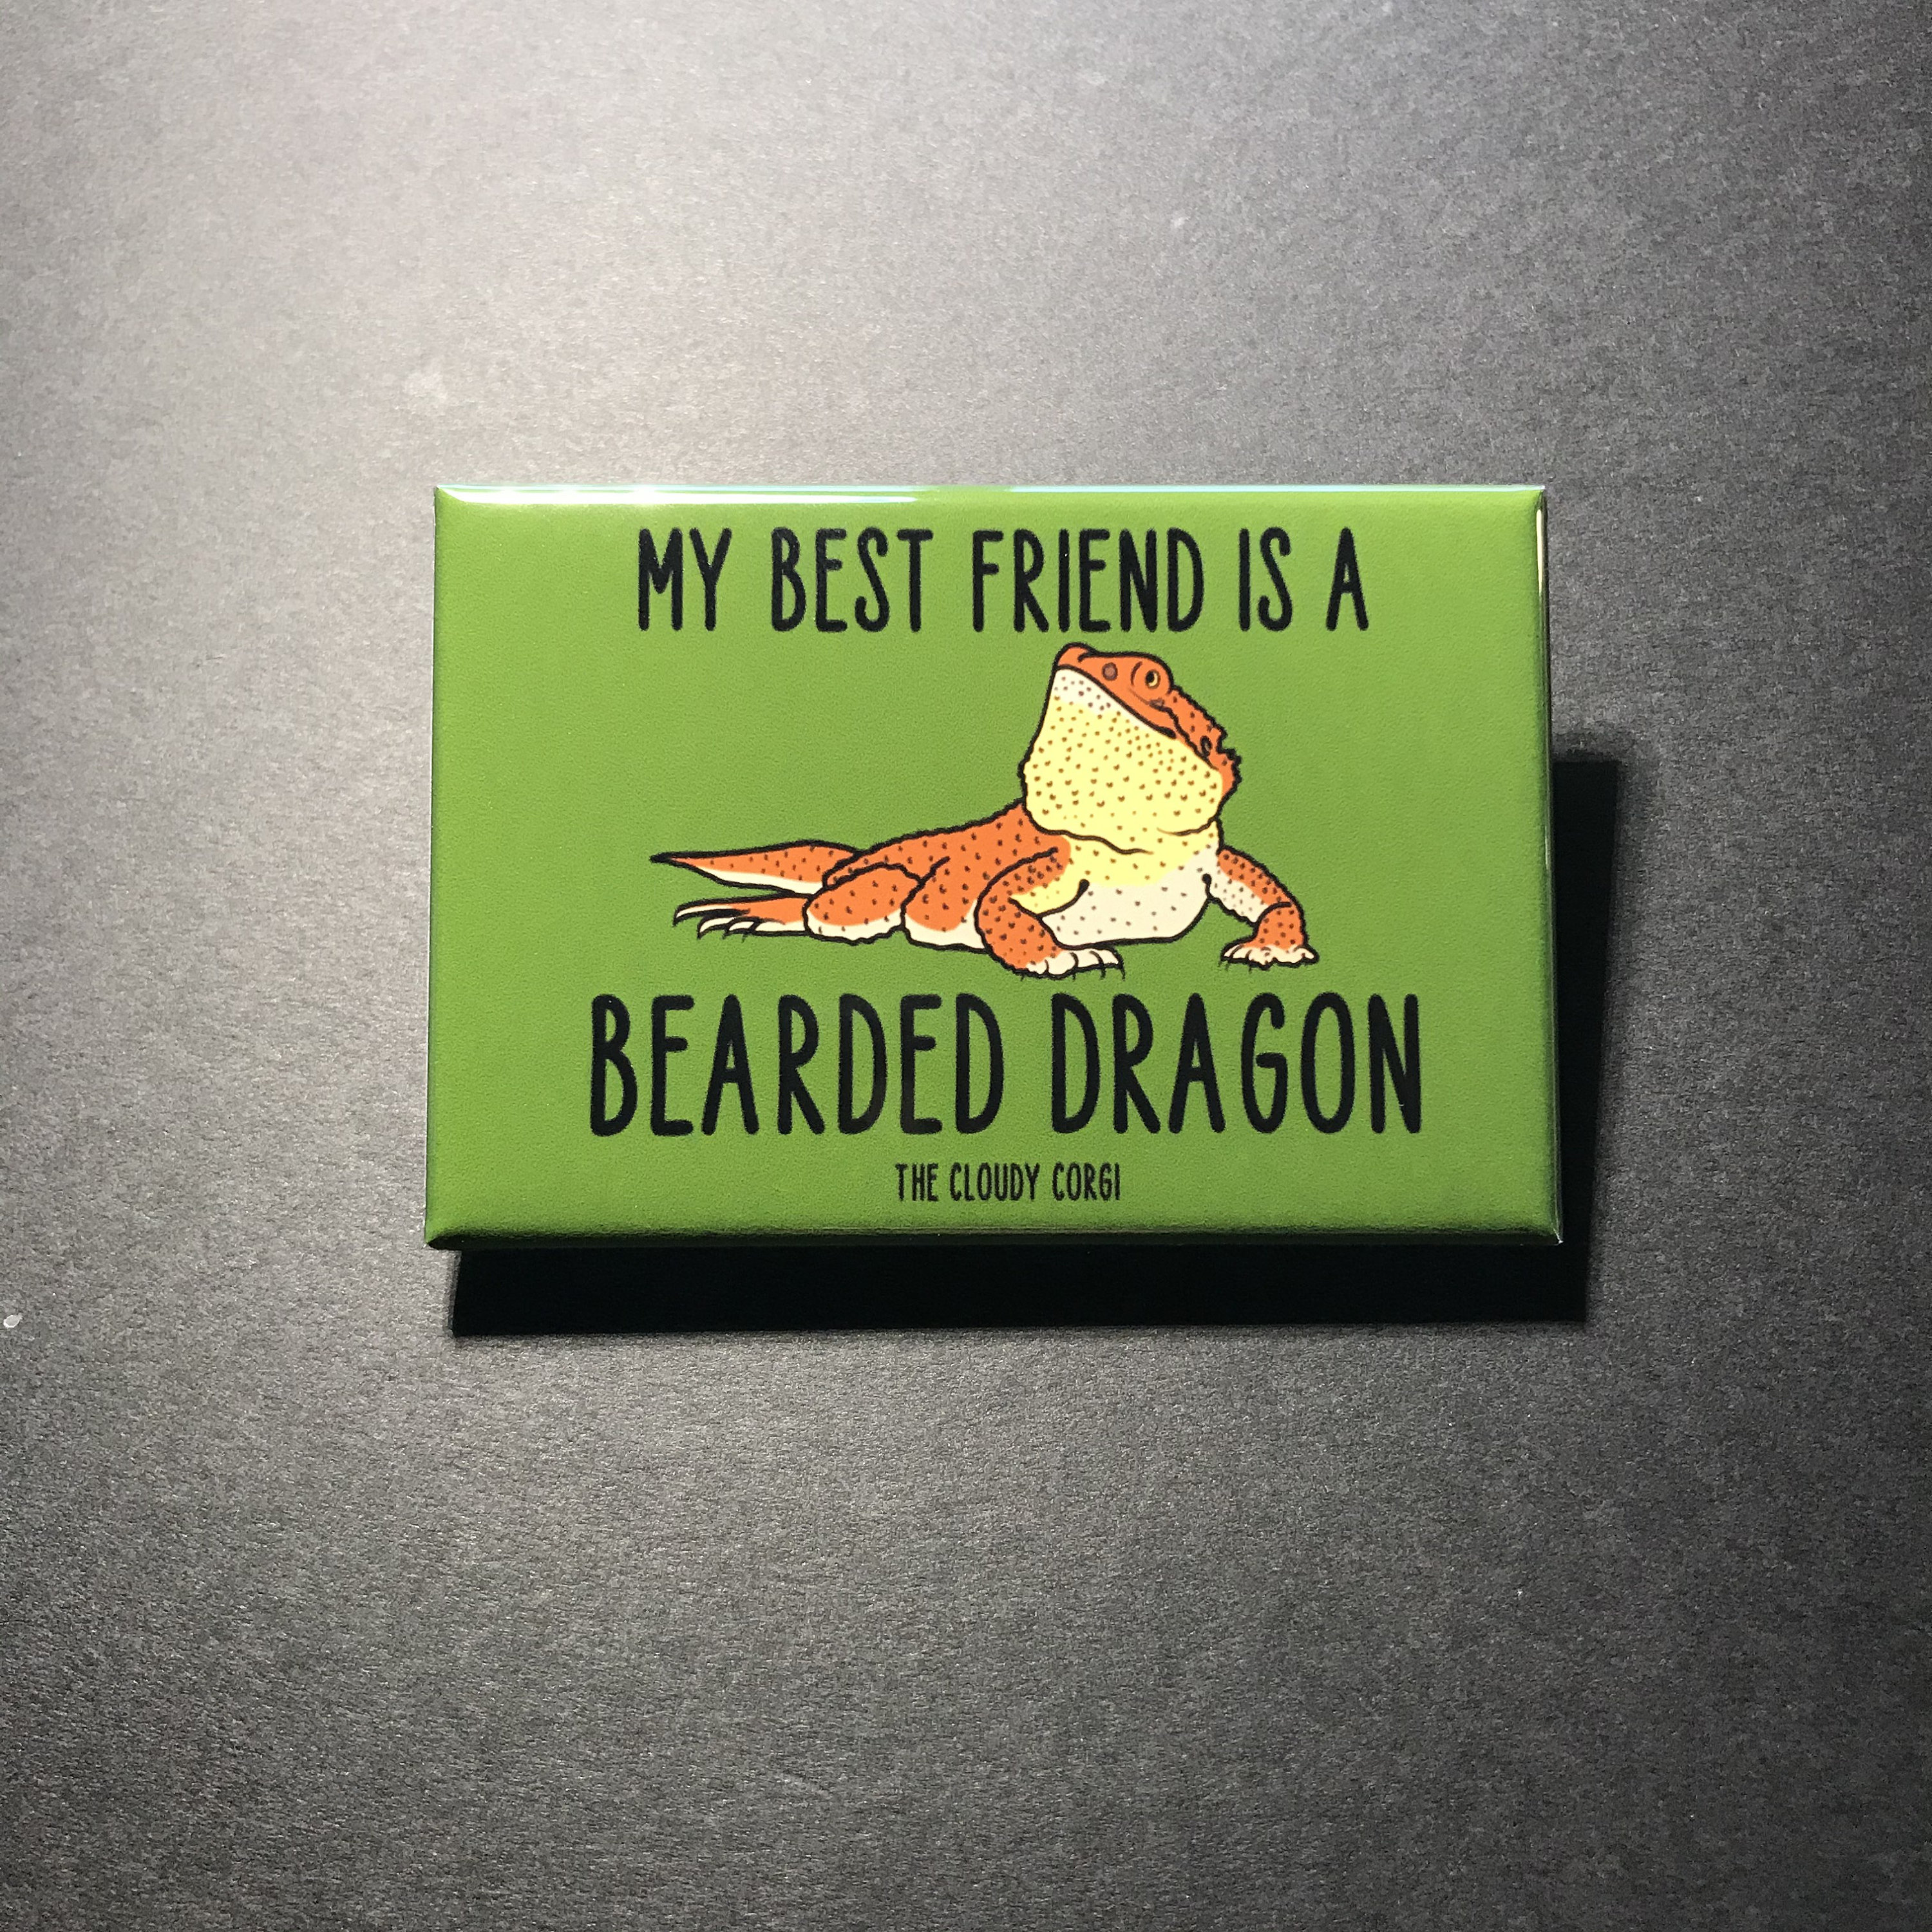 MY BEST FRIEND IS A
BEARDED DRAGON
THE CLOUDY CORGI